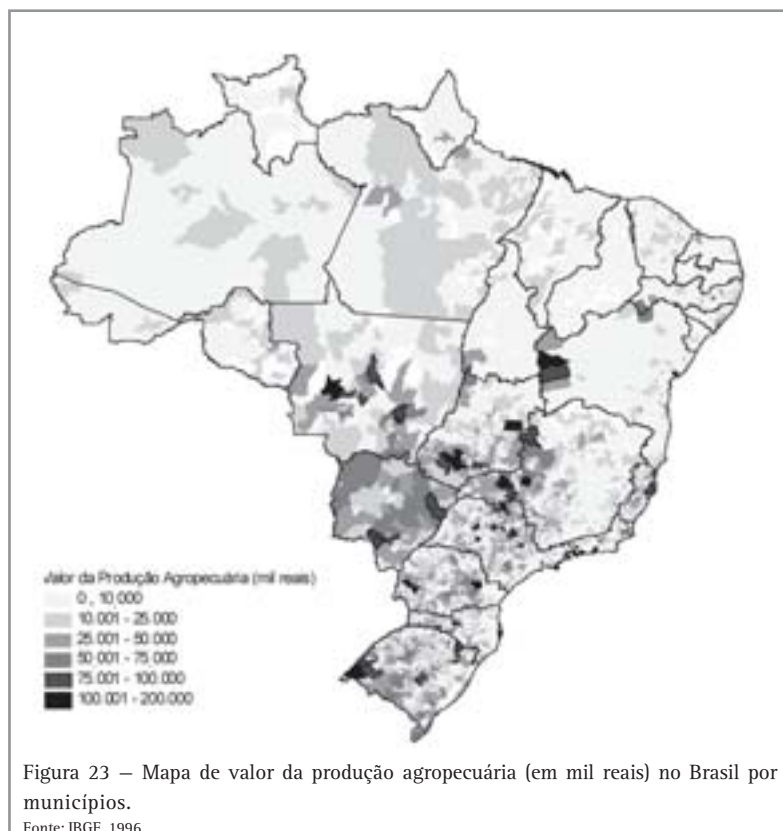 Valor da Produção Agropecuária (mil reais)
0 , 10,000
10.001 - 25.000
25.001 - 50.000
50 001 - 75.000
75.001 - 100.000
100.001 - 200.000
Figura 23 – Mapa de valor da produção agropecuária (em mil reais) no Brasil por
municípios.
Fonte: IBGE, 1996